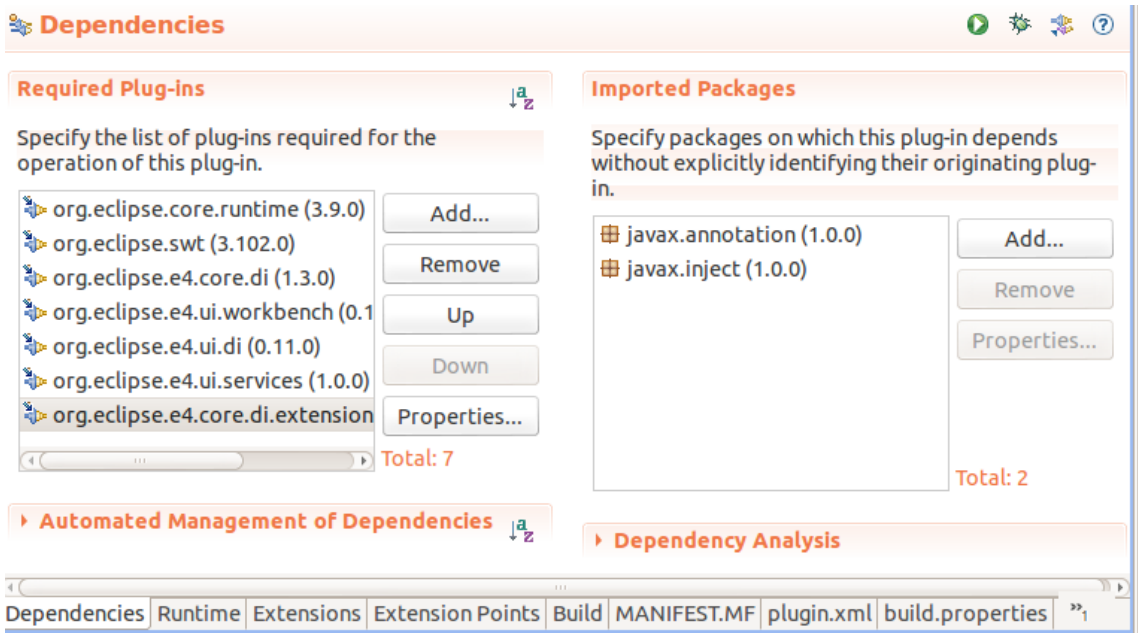 Dependencies
Required Plug-ins
Specify the list of plug-ins required for the
operation of this plug-in.
org.eclipse.core.runtime (3.9.0)
org.eclipse.swt (3.102.0)
org.eclipse.e4.core.di (1.3.0)
org.eclipse.e4.ui.workbench (0.1
org.eclipse.e4.ui.di (0.11.0)
org.eclipse.e4.ui.services (1.0.0)
org.eclipse.e4.core.di.extension
Add...
Remove
Up
Down
Properties...
Total: 7
Automated Management of Dependencies
Imported Packages
Specify packages on which this plug-in depends
without explicitly identifying their originating plug-
in.
javax.annotation (1.0.0)
javax.inject (1.0.0)
Add...
Remove
Properties...
Total: 2
Dependency Analysis
Dependencies Runtime Extensions Extension Points Build MANIFEST.MF plugin.xml build.properties »1